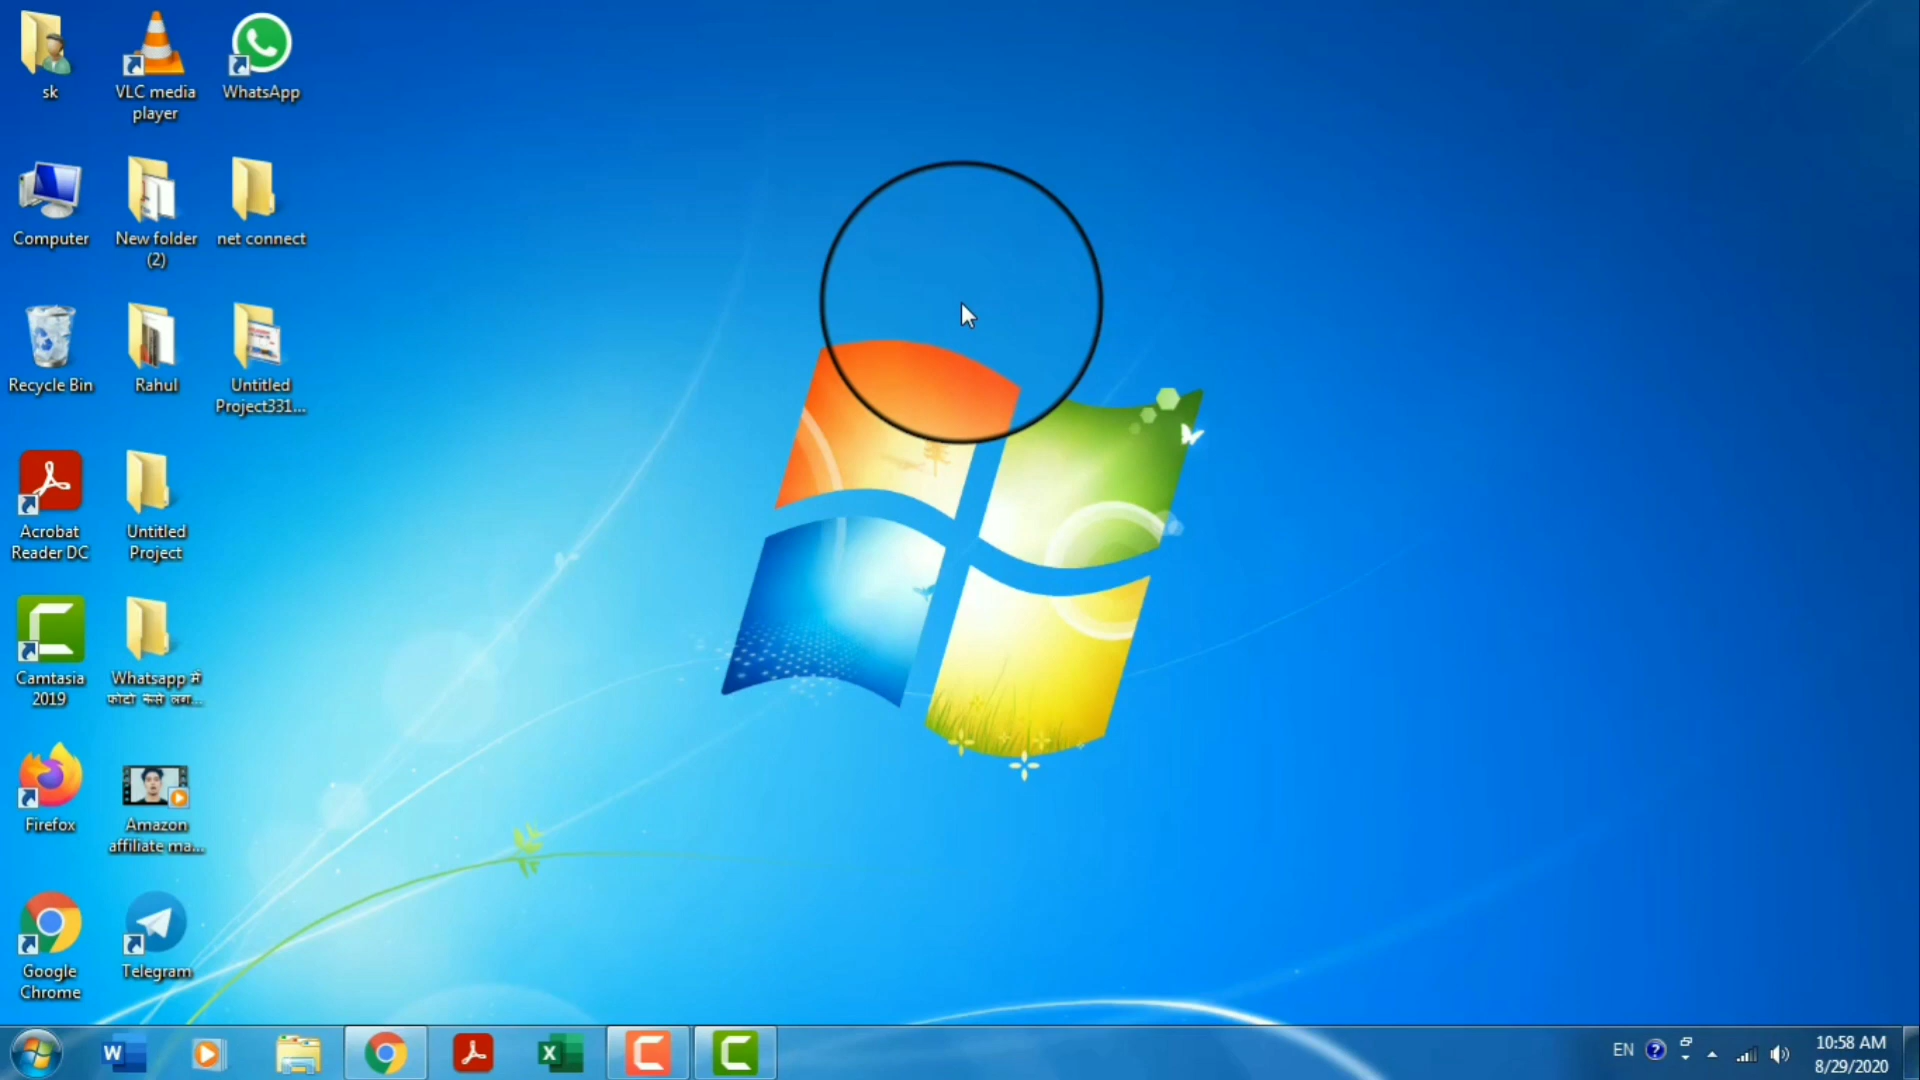 sk
VLC media
player
WhatsApp
Computer
New folder
(2)
net connect
Recycle Bin
Rahul
Untitled
Project331...
Acrobat
Reader DC
Untitled
Project
Camtasia
2019
Whatsapp में
फोटो कैसे लगा...
Firefox
Amazon
affiliate ma...
Google
Chrome
Telegram
EN
10:58 AM
8/29/2020